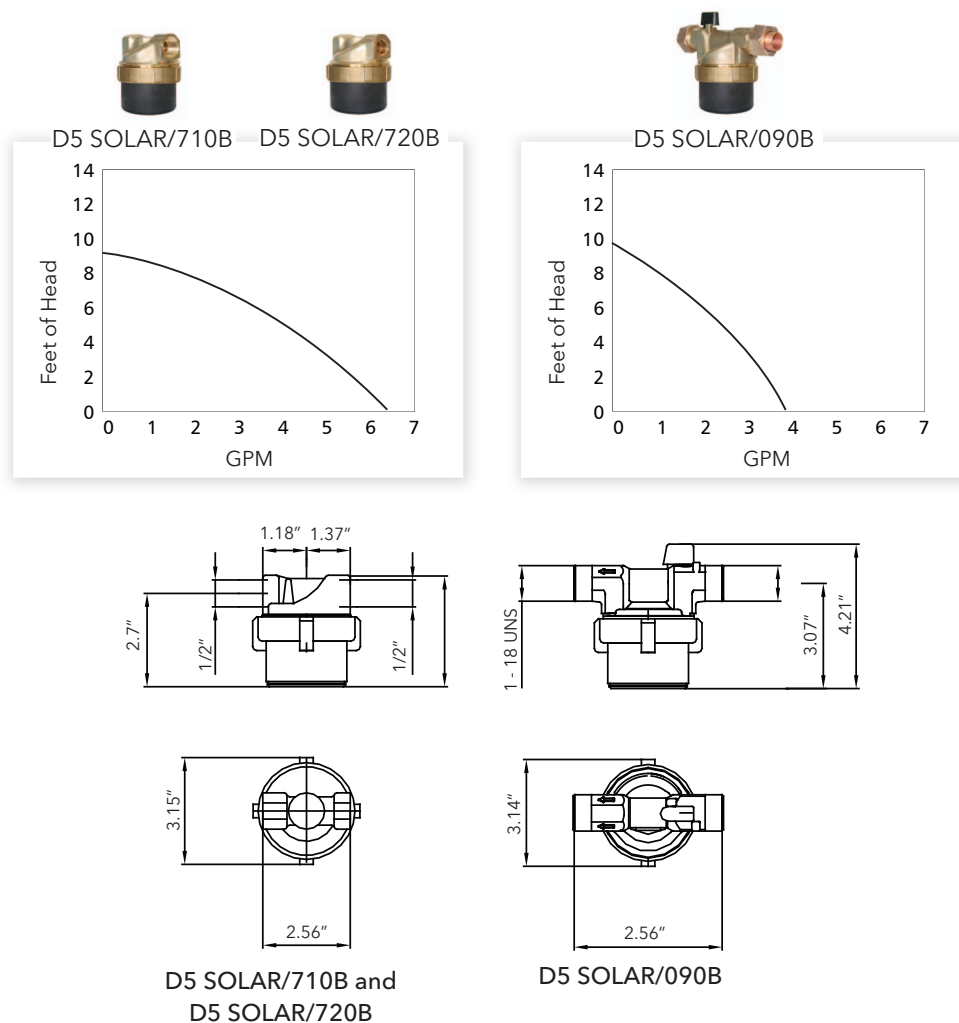 D5 SOLAR/710B
D5 SOLAR/720B
14
12
10
8
6
4
2
0
Feet of Head
0 1 2 3 4 5 6 7
GPM
D5 SOLAR/090B
14
12
10
8
6
4
2
0
Feet of Head
0 1 2 3 4 5 6 7
GPM
1.18" 1.37"
2.7"
1/2"
1/2"
1 - 18 UNS
3.07"
4.21"
3.15"
2.56"
3.14"
2.56"
D5 SOLAR/710B and
D5 SOLAR/720B
D5 SOLAR/090B